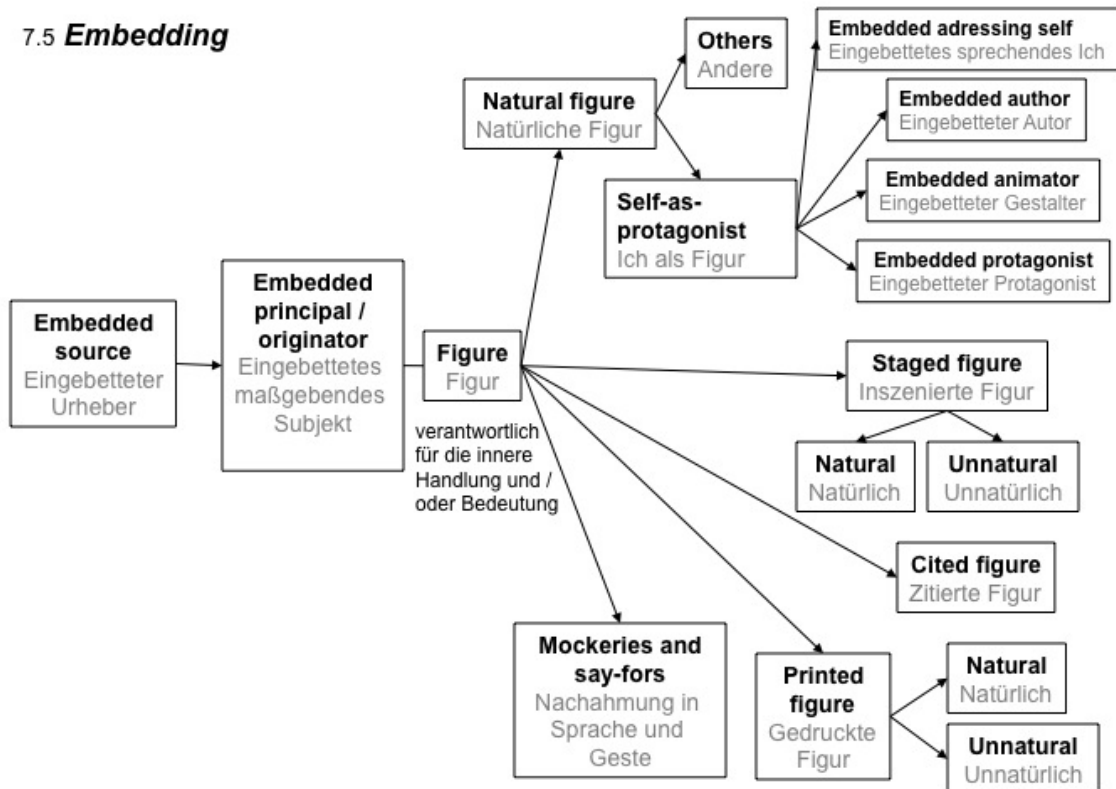 7.5 Embedding
Others
Andere
Embedded adressing self
Eingebettetes sprechendes Ich
Natural figure
Natürliche Figur
Embedded author
Eingebetteter Autor
Self-as-
protagonist
Ich als Figur
Embedded animator
Eingebetteter Gestalter
Embedded protagonist
Eingebetteter Protagonist
Embedded
source
Eingebetteter
Urheber
Embedded
principal /
originator
Eingebettetes
maßgebendes
Subjekt
Figure
Figur
verantwortlich
für die innere
Handlung und /
oder Bedeutung
Staged figure
Inszenierte Figur
Natural
Natürlich
Unnatural
Unnatürlich
Cited figure
Zitierte Figur
Mockeries and
say-fors
Nachahmung in
Sprache und
Geste
Printed
figure
Gedruckte
Figur
Natural
Natürlich
Unnatural
Unnatürlich